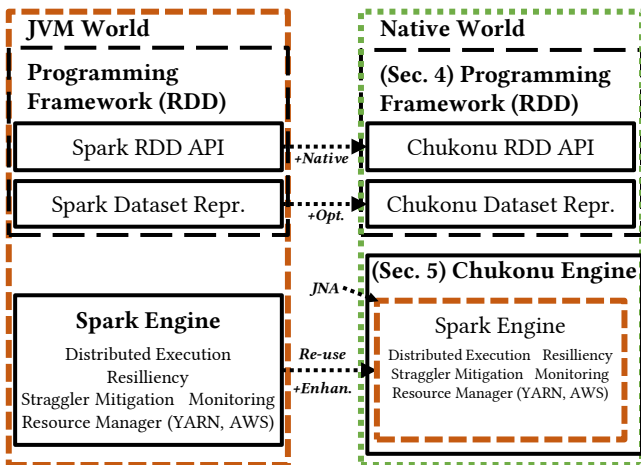 JVM World
Programming
Framework (RDD)
Spark RDD API
Spark Dataset Repr.
Spark Engine
Distributed Execution
Resilliency
Straggler Mitigation Monitoring
Resource Manager (YARN, AWS)
+Native
+Opt.
JNA
Re-use
+Enhan.
Native World
(Sec. 4) Programming
Framework (RDD)
Chukonu RDD API
Chukonu Dataset Repr.
(Sec. 5) Chukonu Engine
Spark Engine
Distributed Execution Resilliency
Straggler Mitigation Monitoring
Resource Manager (YARN, AWS)